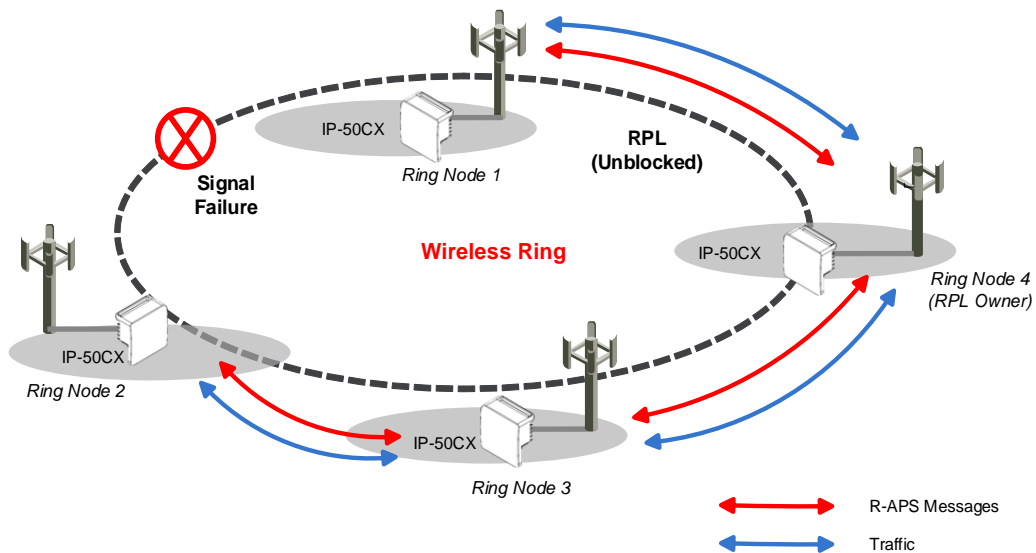 IP-50CX
Ring Node 1
RPL
(Unblocked)
Signal
Failure
Wireless Ring
IP-50CX
Ring Node 4
(RPL Owner)
IP-50CX
Ring Node 2
IP-50CX
Ring Node 3
R-APS Messages
Traffic